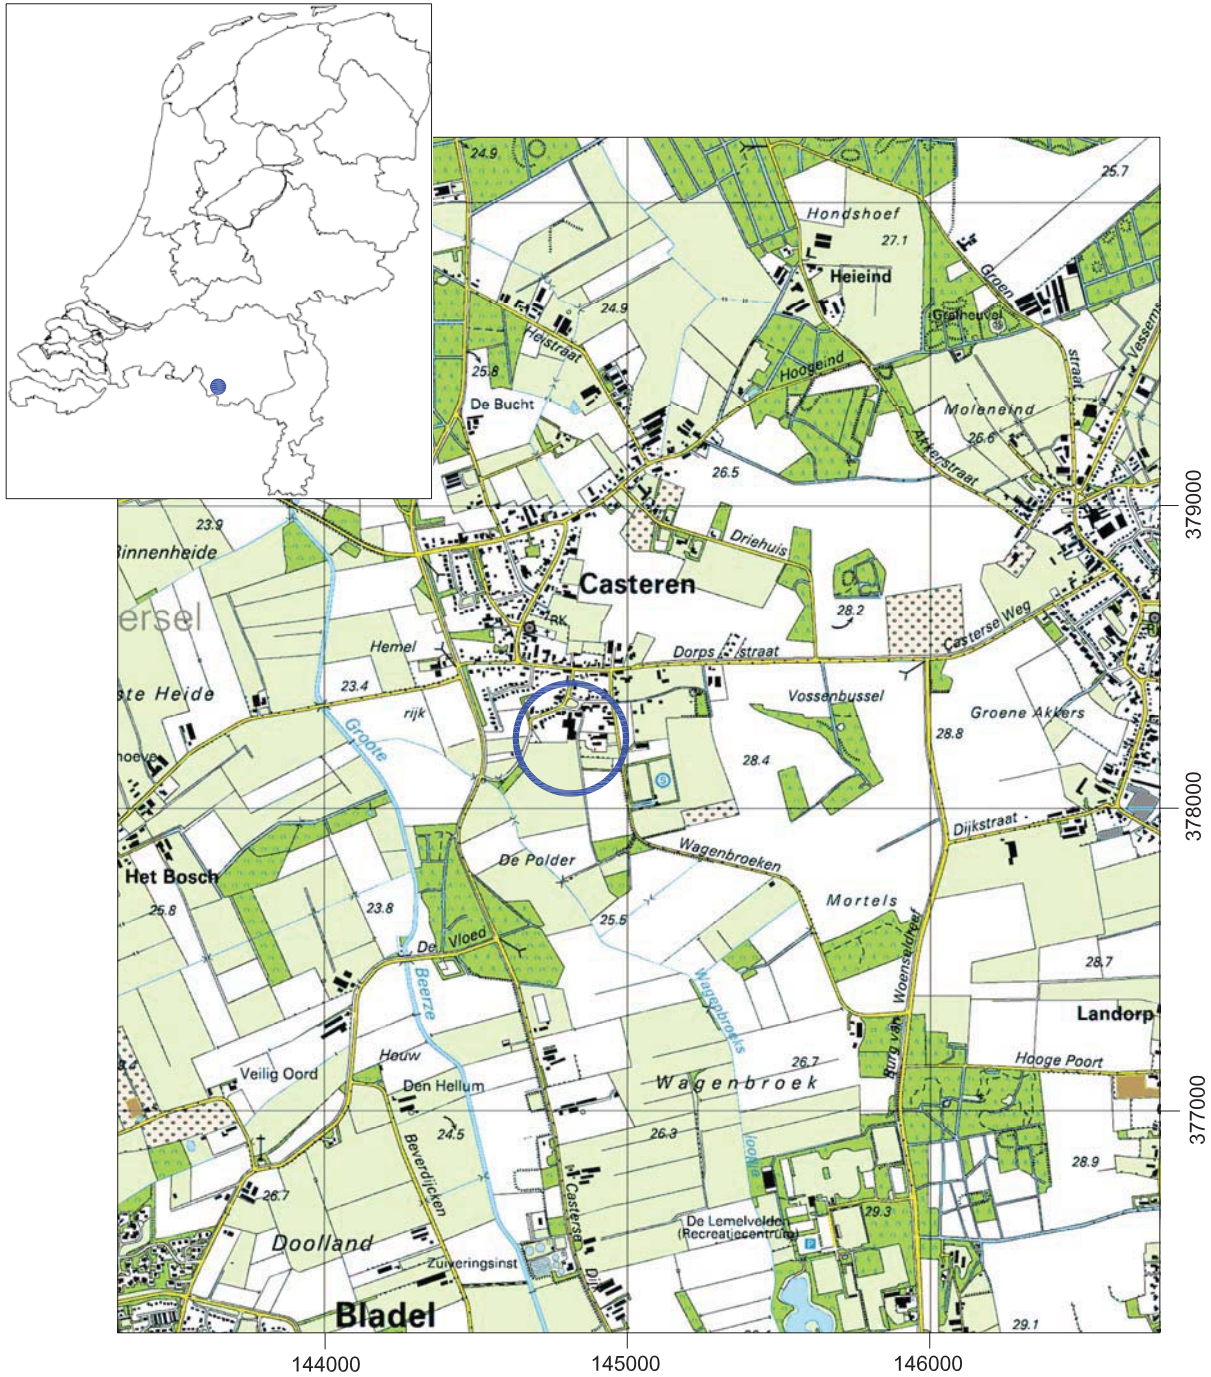 24.9
25.7
Hondshoef
27.1
Heieind
Groen
24.9
Heistraat
straat
25.8
Hoogeind
De Bucht
Moleneind
26.6
Akkerstraat
26.5
379000
23.9
Driehuis
Binnenheide
Casteren
28.2
ersel
RK
Casterse Weg
Hemel
Dorps straat
23.4
ste Heide
rijk
Vossenbussel
Groene Akkers
Groote
28.8
hoeve
28.4
S
378000
Dijkstraat
Wagenbroeken
De Polder
Het Bosch
25.8
23.8
Mortels
25.5
De Vloed
28.7
Beerze
Wagenbroeks
Burg van Woenseldreef
Landorp
Houw
26.7
Hooge Poort
Veilig Oord
Den Hellum
Wagenbroek
377000
24.5
26.3
loopje
Beverdijcken
28.9
26.7
Casterse
29.3
De Lemelvelden
(Recreatiecentrum)
P
Doolland
Zuiveringsinst
Bladel
29.1
144000
145000
146000